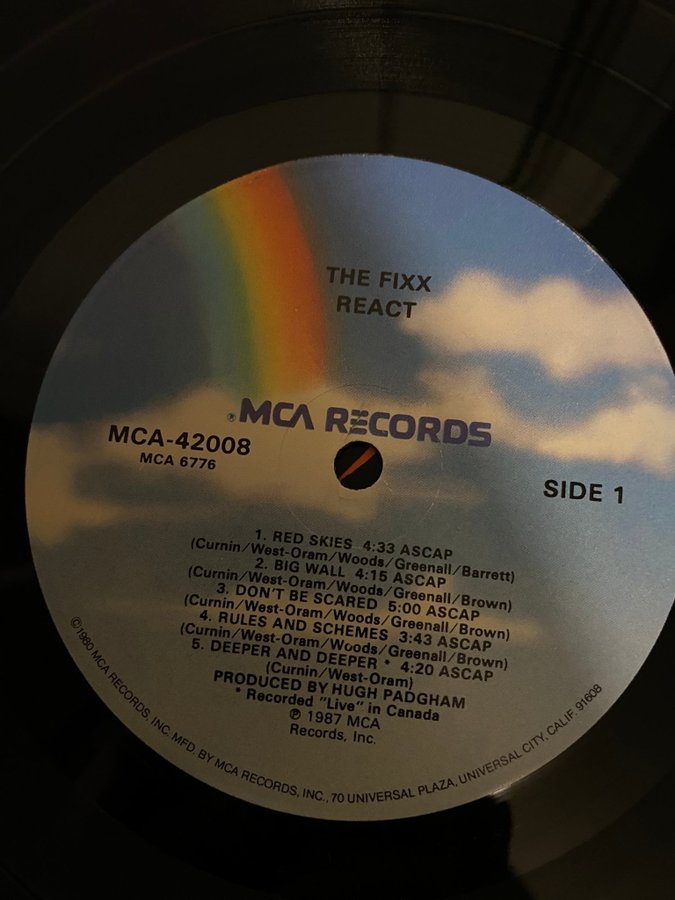 THE FIXX
REACT
® MCA RECORDS
MCA-42008
MCA 6776
SIDE 1
1. RED SKIES 4:33 ASCAP
(Curnin/West-Oram/Woods/Greenall/Barrett)
2. BIG WALL 4:15 ASCAP
(Curnin/West-Oram/Woods/Greenall/Brown)
3. DON'T BE SCARED 5:00 ASCAP
(Curnin/West-Oram/Woods/Greenall/Brown)
4. RULES AND SCHEMES 3:43 ASCAP
(Curnin/West-Oram/Woods/Greenall/Brown)
5. DEEPER AND DEEPER * 4:20 ASCAP
(Curnin/West-Oram)
PRODUCED BY HUGH PADGHAM
* Recorded "Live" in Canada
℗ 1987 MCA
Records, Inc.
©1980 MCA RECORDS, INC. MFD. BY MCA RECORDS, INC., 70 UNIVERSAL PLAZA, UNIVERSAL CITY, CALIF. 91608